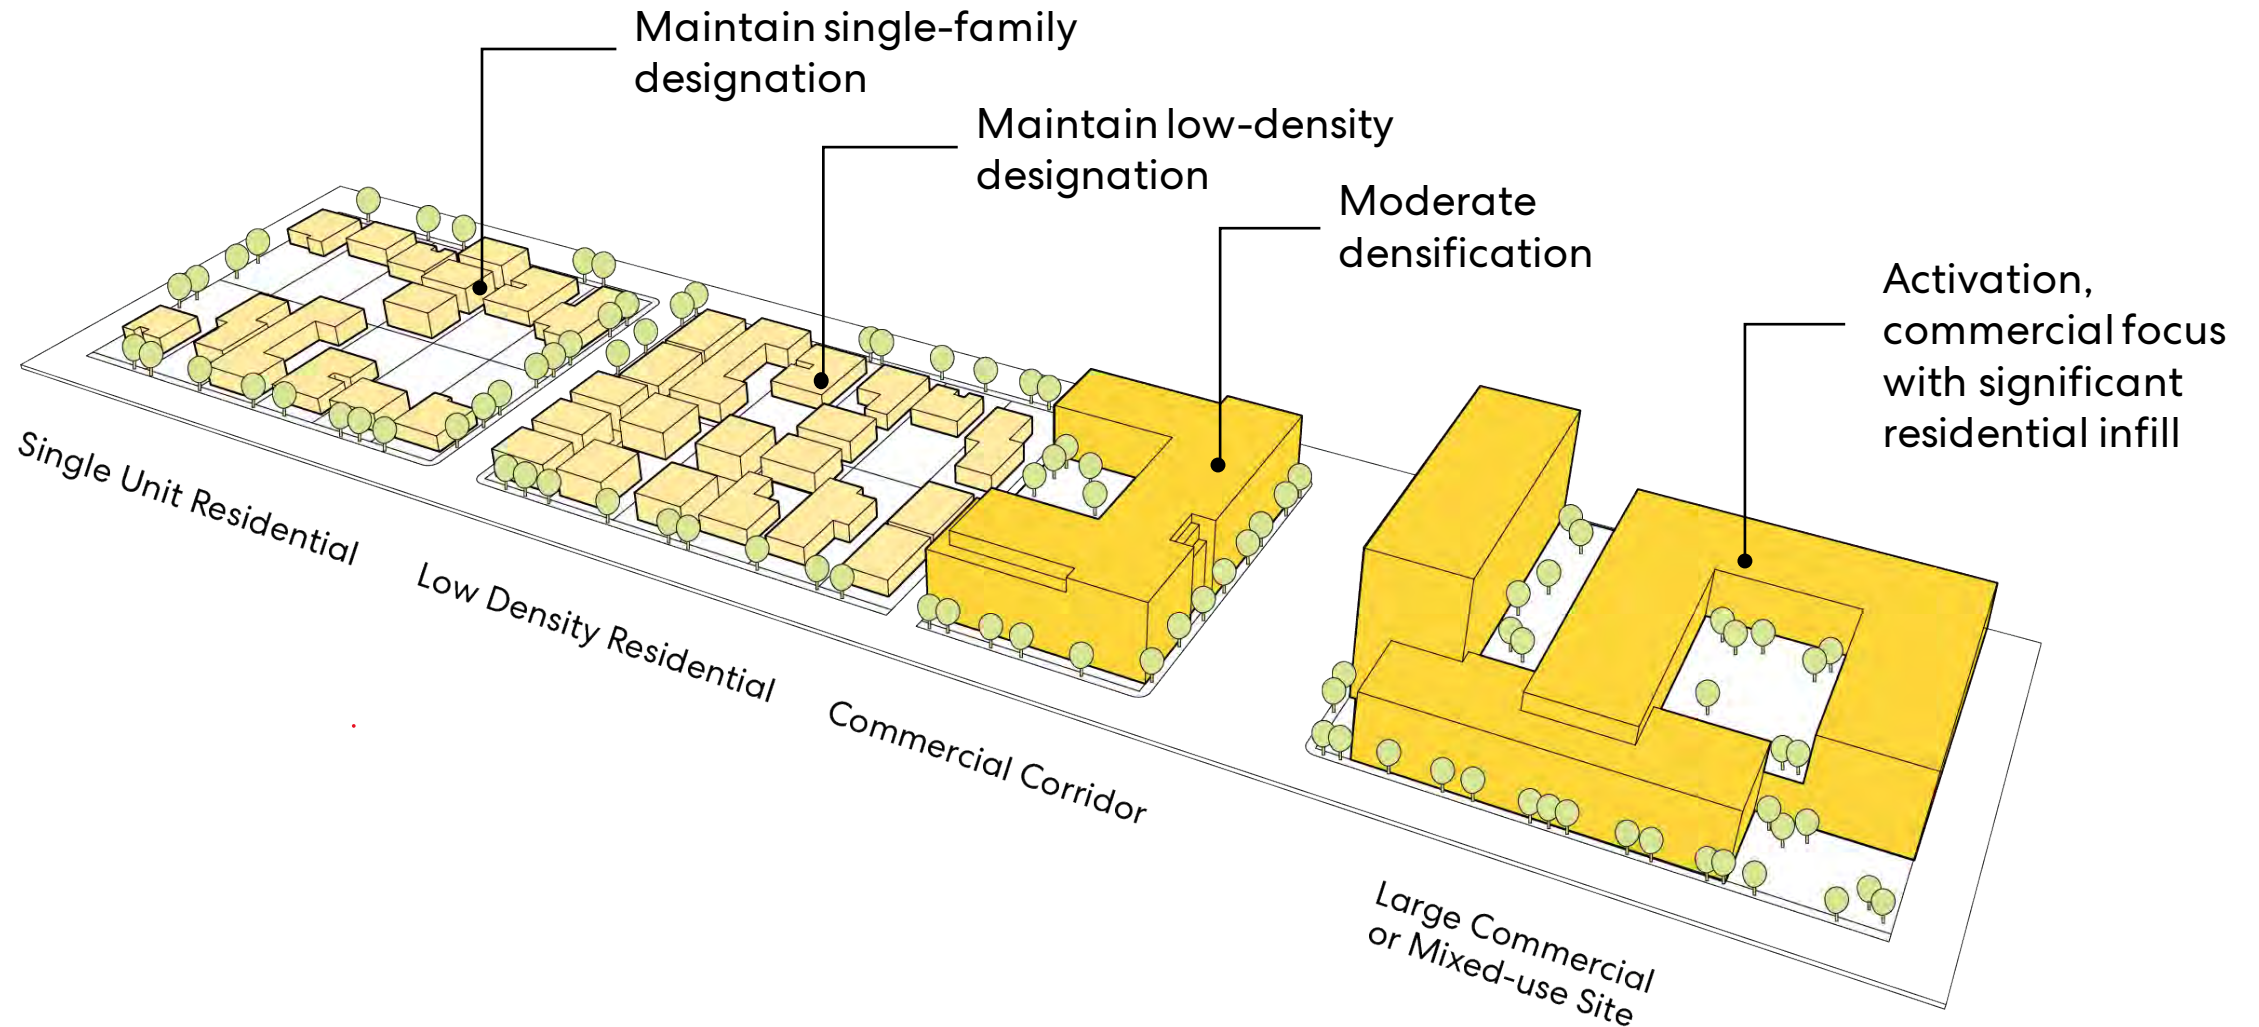 Maintain single-family
designation
Maintain low-density
designation
Moderate
densification
Activation,
commercial focus
with significant
residential infill
Single Unit Residential
Low Density Residential
Commercial Corridor
Large Commercial
or Mixed-use Site